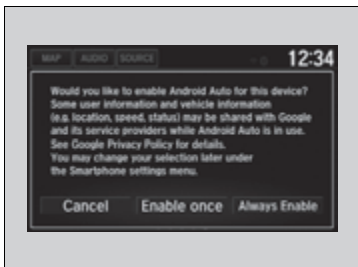 MAP AUDIO SOURCE 12:34
Would you like to enable Android Auto for this device?
Some user information and vehicle information
(e.g. location, speed, status) may be shared with Google
and its service providers while Android Auto is in use.
See Google Privacy Policy for details.
You may change your selection later under
the Smartphone settings menu.
Cancel Enable once Always Enable